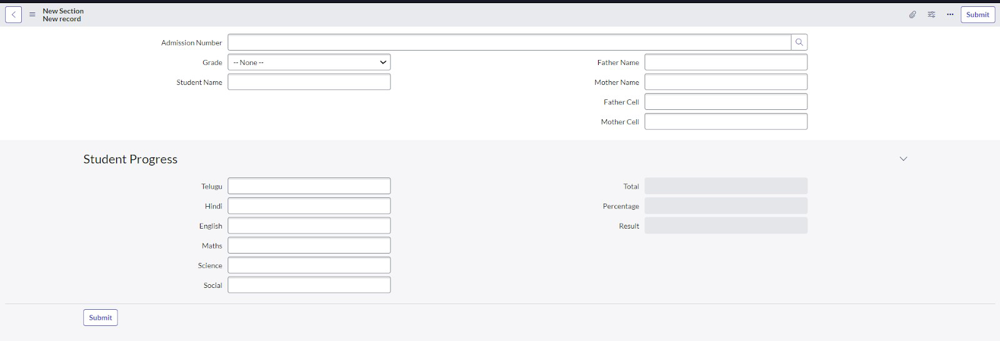 New Section
New record
Submit
Admission Number
Grade -- None -- Father Name
Student Name Mother Name
Father Cell
Mother Cell
Student Progress
Telugu Total
Hindi Percentage
English Result
Maths
Science
Social
Submit